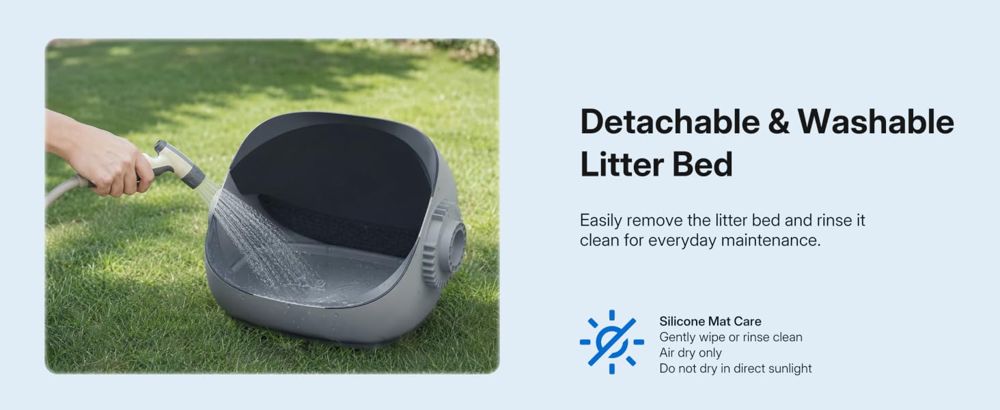 Detachable & Washable
Litter Bed
Easily remove the litter bed and rinse it
clean for everyday maintenance.
Silicone Mat Care
Gently wipe or rinse clean
Air dry only
Do not dry in direct sunlight